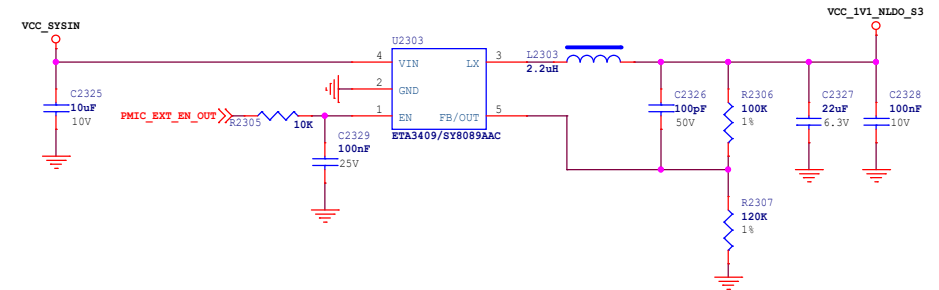 VCC_SYSIN
VCC_1V1_NLDO_S3
U2303
4
VIN
LX
3
L2303
2.2uH
2
GND
C2325
10uF
10V
PMIC_EXT_EN_OUT
R2305
10K
1
EN
FB/OUT
5
ETA3409/SY8089AAC
C2329
100nF
25V
C2326
100pF
50V
R2306
100K
1%
C2327
22uF
6.3V
C2328
100nF
10V
R2307
120K
1%